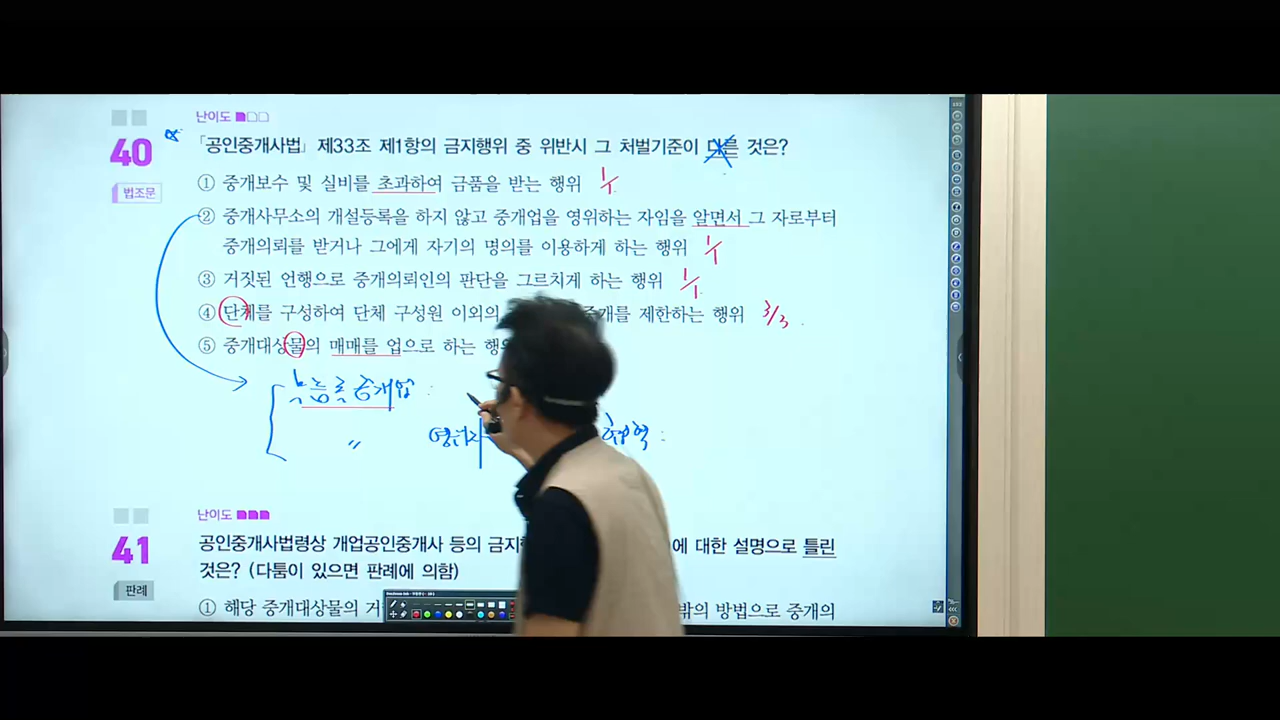 난이도
40
법조문
「공인중개사법」 제33조 제1항의 금지행위 중 위반시 그 처벌기준이 다른 것은?
① 중개보수 및 실비를 초과하여 금품을 받는 행위 1/1
② 중개사무소의 개설등록을 하지 않고 중개업을 영위하는 자임을 알면서 그 자로부터
중개의뢰를 받거나 그에게 자기의 명의를 이용하게 하는 행위 1/1
③ 거짓된 언행으로 중개의뢰인의 판단을 그르치게 하는 행위 1/1
④ 단체를 구성하여 단체 구성원 이외의 중개를 제한하는 행위 3/3
⑤ 중개대상물의 매매를 업으로 하는 행
중개업 :
〃
난이도
41
판례
공인중개사법령상 개업공인중개사 등의 금지 에 대한 설명으로 틀린
것은? (다툼이 있으면 판례에 의함)
① 해당 중개대상물의 거 밖의 방법으로 중개의